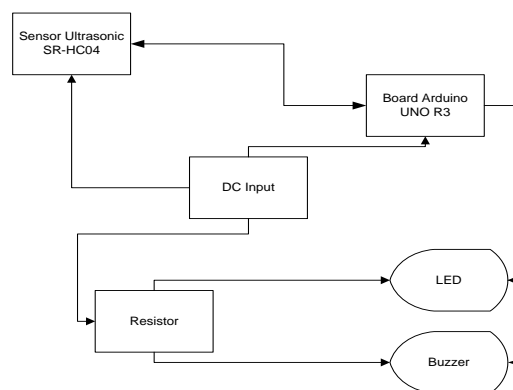 Sensor Ultrasonic
SR-HC04
Board Arduino
UNO R3
DC Input
LED
Resistor
Buzzer